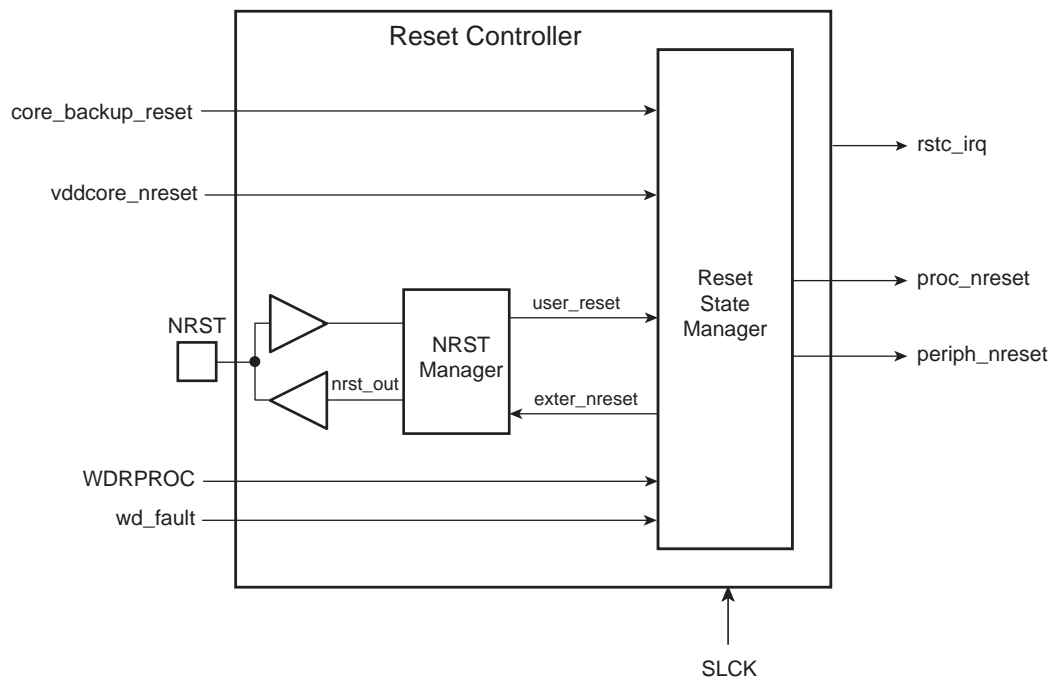 Reset Controller
core_backup_reset
rstc_irq
vddcore_nreset
Reset
State
Manager
proc_nreset
user_reset
NRST
NRST
Manager
periph_nreset
nrst_out
exter_nreset
WDRPROC
wd_fault
SLCK